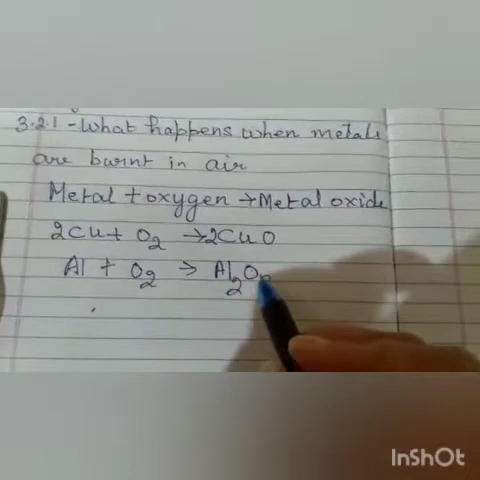 3.2.1 - What happens when metals
are burnt in air
Metal + oxygen → Metal oxide
2Cu + O2 → 2CuO
Al + O2 → Al2O
InShOt